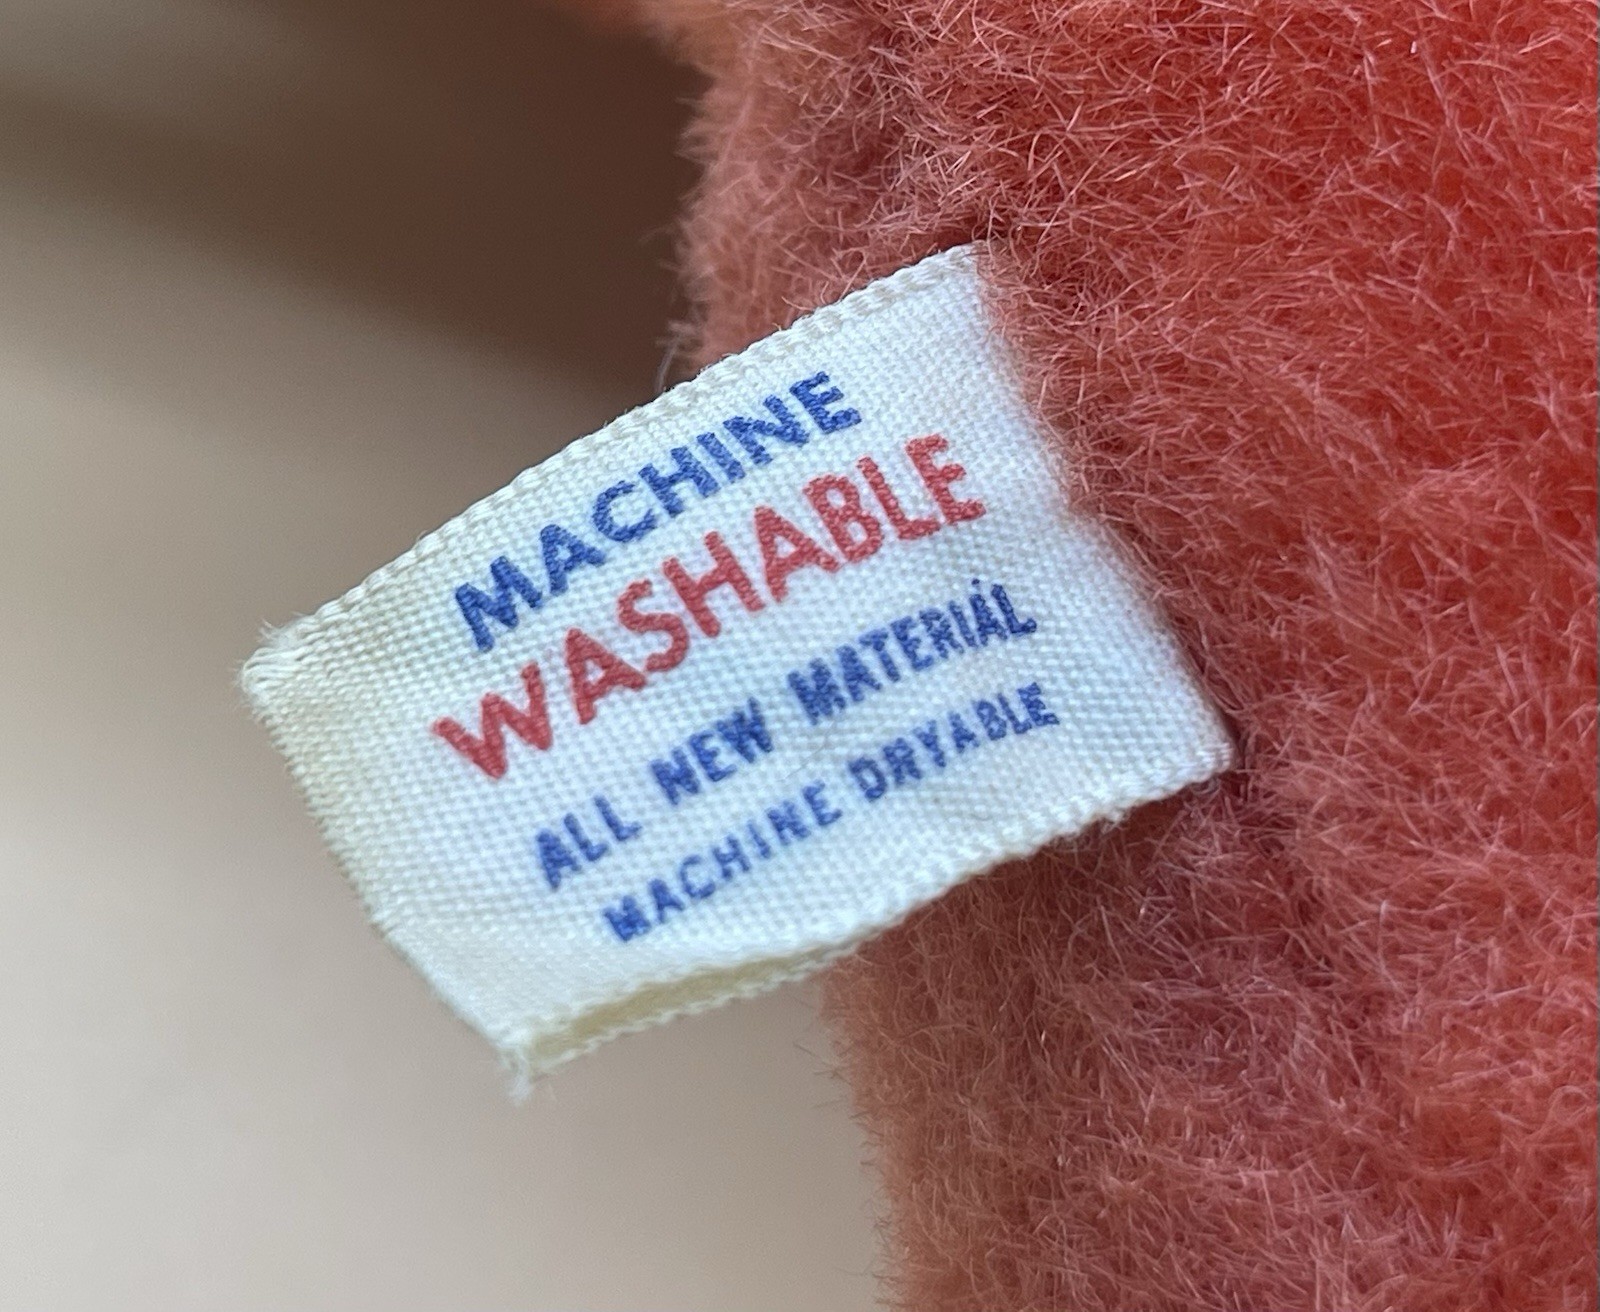 MACHINE
WASHABLE
ALL NEW MATERIAL
MACHINE DRYABLE